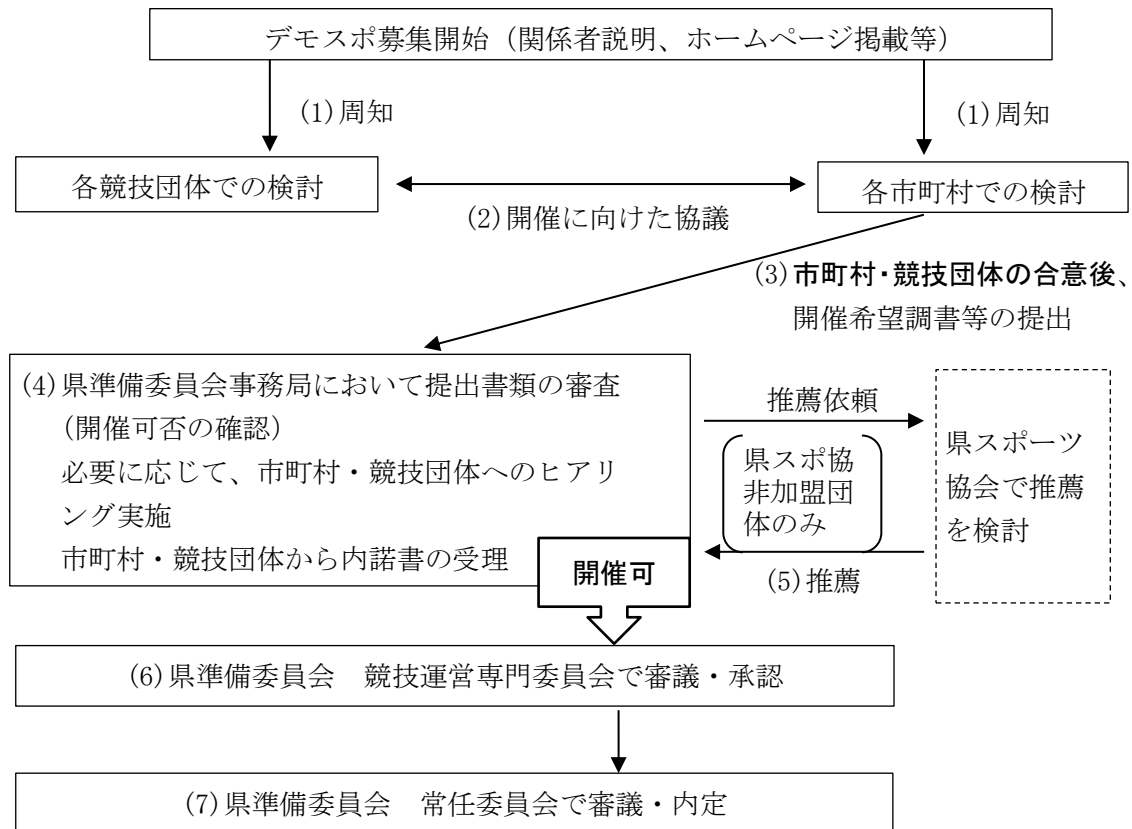 デモスポ募集開始（関係者説明、ホームページ掲載等）
(1)周知
(1)周知
各競技団体での検討
各市町村での検討
(2)開催に向けた協議
(3)市町村・競技団体の合意後、
開催希望調書等の提出
(4)県準備委員会事務局において提出書類の審査
（開催可否の確認）
必要に応じて、市町村・競技団体へのヒアリ
ング実施
市町村・競技団体から内諾書の受理
開催可
推薦依頼
県スポ協
非加盟団
体のみ
(5)推薦
県スポーツ
協会で推薦
を検討
(6)県準備委員会　競技運営専門委員会で審議・承認
(7)県準備委員会　常任委員会で審議・内定